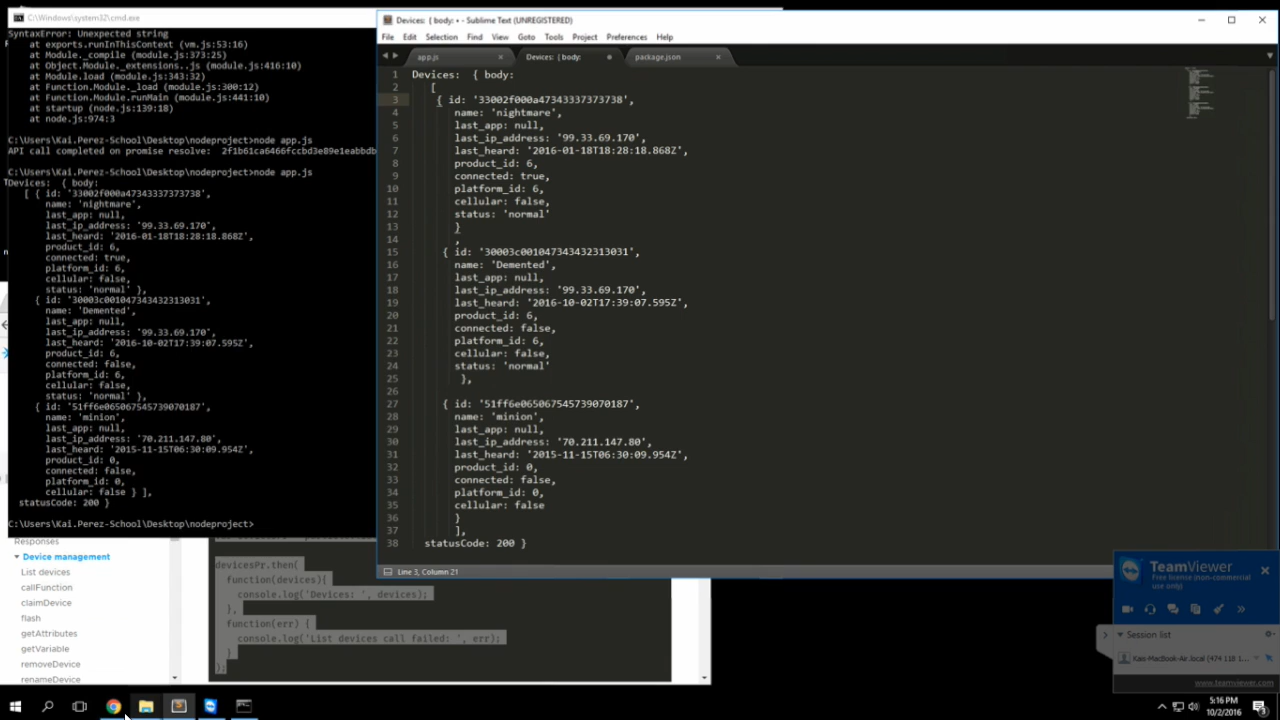 C:\Windows\system32\cmd.exe
SyntaxError: Unexpected string
at exports.runInThisContext (vm.js:53:16)
at Module._compile (module.js:373:25)
at Object.Module._extensions..js (module.js:416:10)
at Module.load (module.js:343:32)
at Function.Module._load (module.js:300:12)
at Function.Module.runMain (module.js:441:10)
at startup (node.js:139:18)
at node.js:974:3
C:\Users\Kai.Perez-School\Desktop\nodeproject>node app.js
API call completed on promise resolve:  2f1b61ca6466fccbd3e89e1eabbdb
C:\Users\Kai.Perez-School\Desktop\nodeproject>node app.js
Devices:  { body:
[ { id: '33002f000a47343337373738',
name: 'nightmare',
last_app: null,
last_ip_address: '99.33.69.170',
last_heard: '2016-01-18T18:28:18.868Z',
product_id: 6,
connected: true,
platform_id: 6,
cellular: false,
status: 'normal' },
{ id: '30003c001047343432313031',
name: 'Demented',
last_app: null,
last_ip_address: '99.33.69.170',
last_heard: '2016-10-02T17:39:07.595Z',
product_id: 6,
connected: false,
platform_id: 6,
cellular: false,
status: 'normal' },
{ id: '51ff6e065067545739070187',
name: 'minion',
last_app: null,
last_ip_address: '70.211.147.80',
last_heard: '2015-11-15T06:30:09.954Z',
product_id: 0,
connected: false,
platform_id: 0,
cellular: false } ],
statusCode: 200 }
C:\Users\Kai.Perez-School\Desktop\nodeproject>
Devices: { body: • - Sublime Text (UNREGISTERED)
File Edit Selection Find View Goto Tools Project Preferences Help
app.js × Devices: { body: • package.json ×
1 Devices:  { body:
2 [
3 { id: '33002f000a47343337373738',
4 name: 'nightmare',
5 last_app: null,
6 last_ip_address: '99.33.69.170',
7 last_heard: '2016-01-18T18:28:18.868Z',
8 product_id: 6,
9 connected: true,
10 platform_id: 6,
11 cellular: false,
12 status: 'normal'
13 }
14 ,
15 { id: '30003c001047343432313031',
16 name: 'Demented',
17 last_app: null,
18 last_ip_address: '99.33.69.170',
19 last_heard: '2016-10-02T17:39:07.595Z',
20 product_id: 6,
21 connected: false,
22 platform_id: 6,
23 cellular: false,
24 status: 'normal'
25 },
26
27 { id: '51ff6e065067545739070187',
28 name: 'minion',
29 last_app: null,
30 last_ip_address: '70.211.147.80',
31 last_heard: '2015-11-15T06:30:09.954Z',
32 product_id: 0,
33 connected: false,
34 platform_id: 0,
35 cellular: false
36 }
37 ],
38 statusCode: 200 }
Line 3, Column 21
Responses
Device management
List devices
callFunction
claimDevice
flash
getAttributes
getVariable
removeDevice
renameDevice
devicesPr.then(
function(devices){
console.log('Devices: ', devices);
},
function(err) {
console.log('List devices call failed: ', err);
}
);
TeamViewer
Free license (non-commercial
use only)
Session list
Kais-MacBook-Air.local (474 118 1...
www.teamviewer.com
5:16 PM
10/2/2016
3